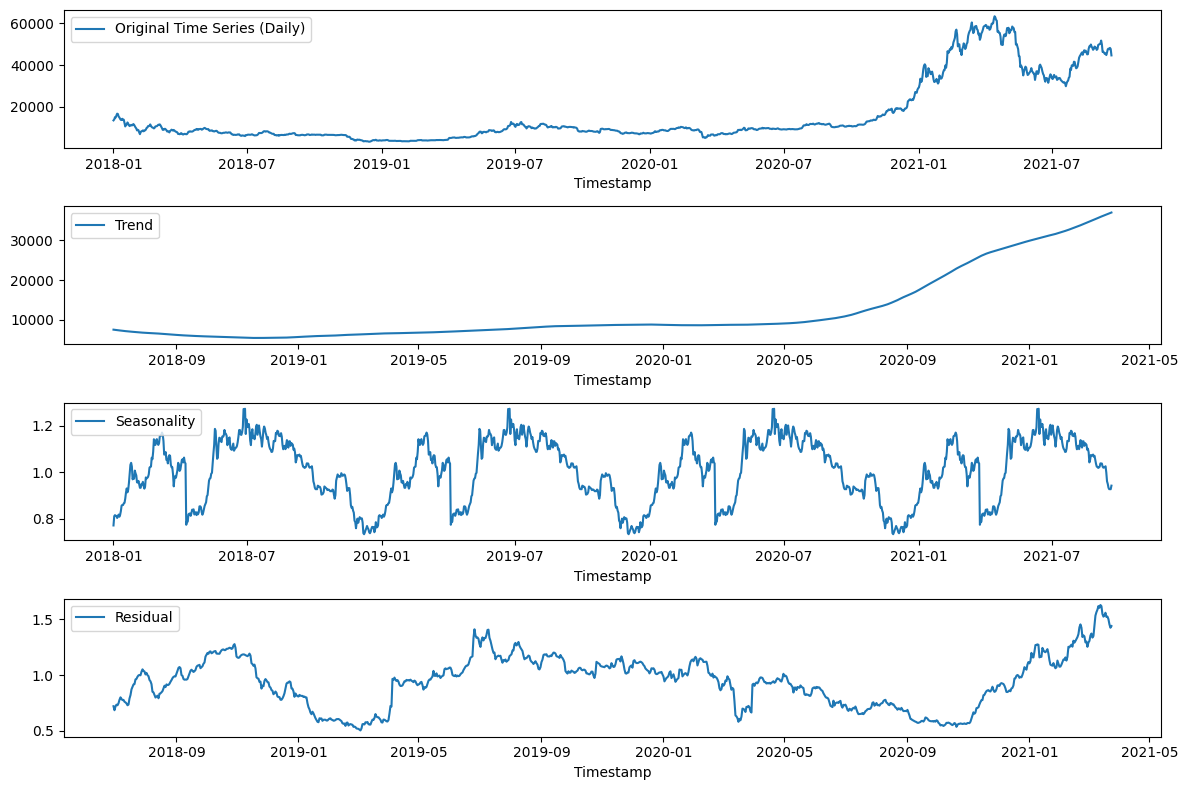 60000
40000
20000
Original Time Series (Daily)
2018-01 2018-07 2019-01 2019-07 2020-01 2020-07 2021-01 2021-07
Timestamp
30000
20000
10000
Trend
2018-09 2019-01 2019-05 2019-09 2020-01 2020-05 2020-09 2021-01 2021-05
Timestamp
1.2
1.0
0.8
Seasonality
2018-01 2018-07 2019-01 2019-07 2020-01 2020-07 2021-01 2021-07
Timestamp
1.5
1.0
0.5
Residual
2018-09 2019-01 2019-05 2019-09 2020-01 2020-05 2020-09 2021-01 2021-05
Timestamp